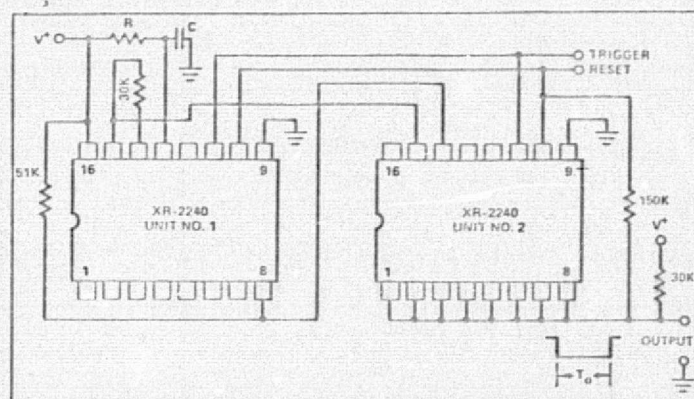 R
C
V+
TRIGGER
RESET
30K
51K
16
9
XR-2240
UNIT NO. 1
1
8
16
9
XR-2240
UNIT NO. 2
1
8
150K
V+
30K
OUTPUT
To